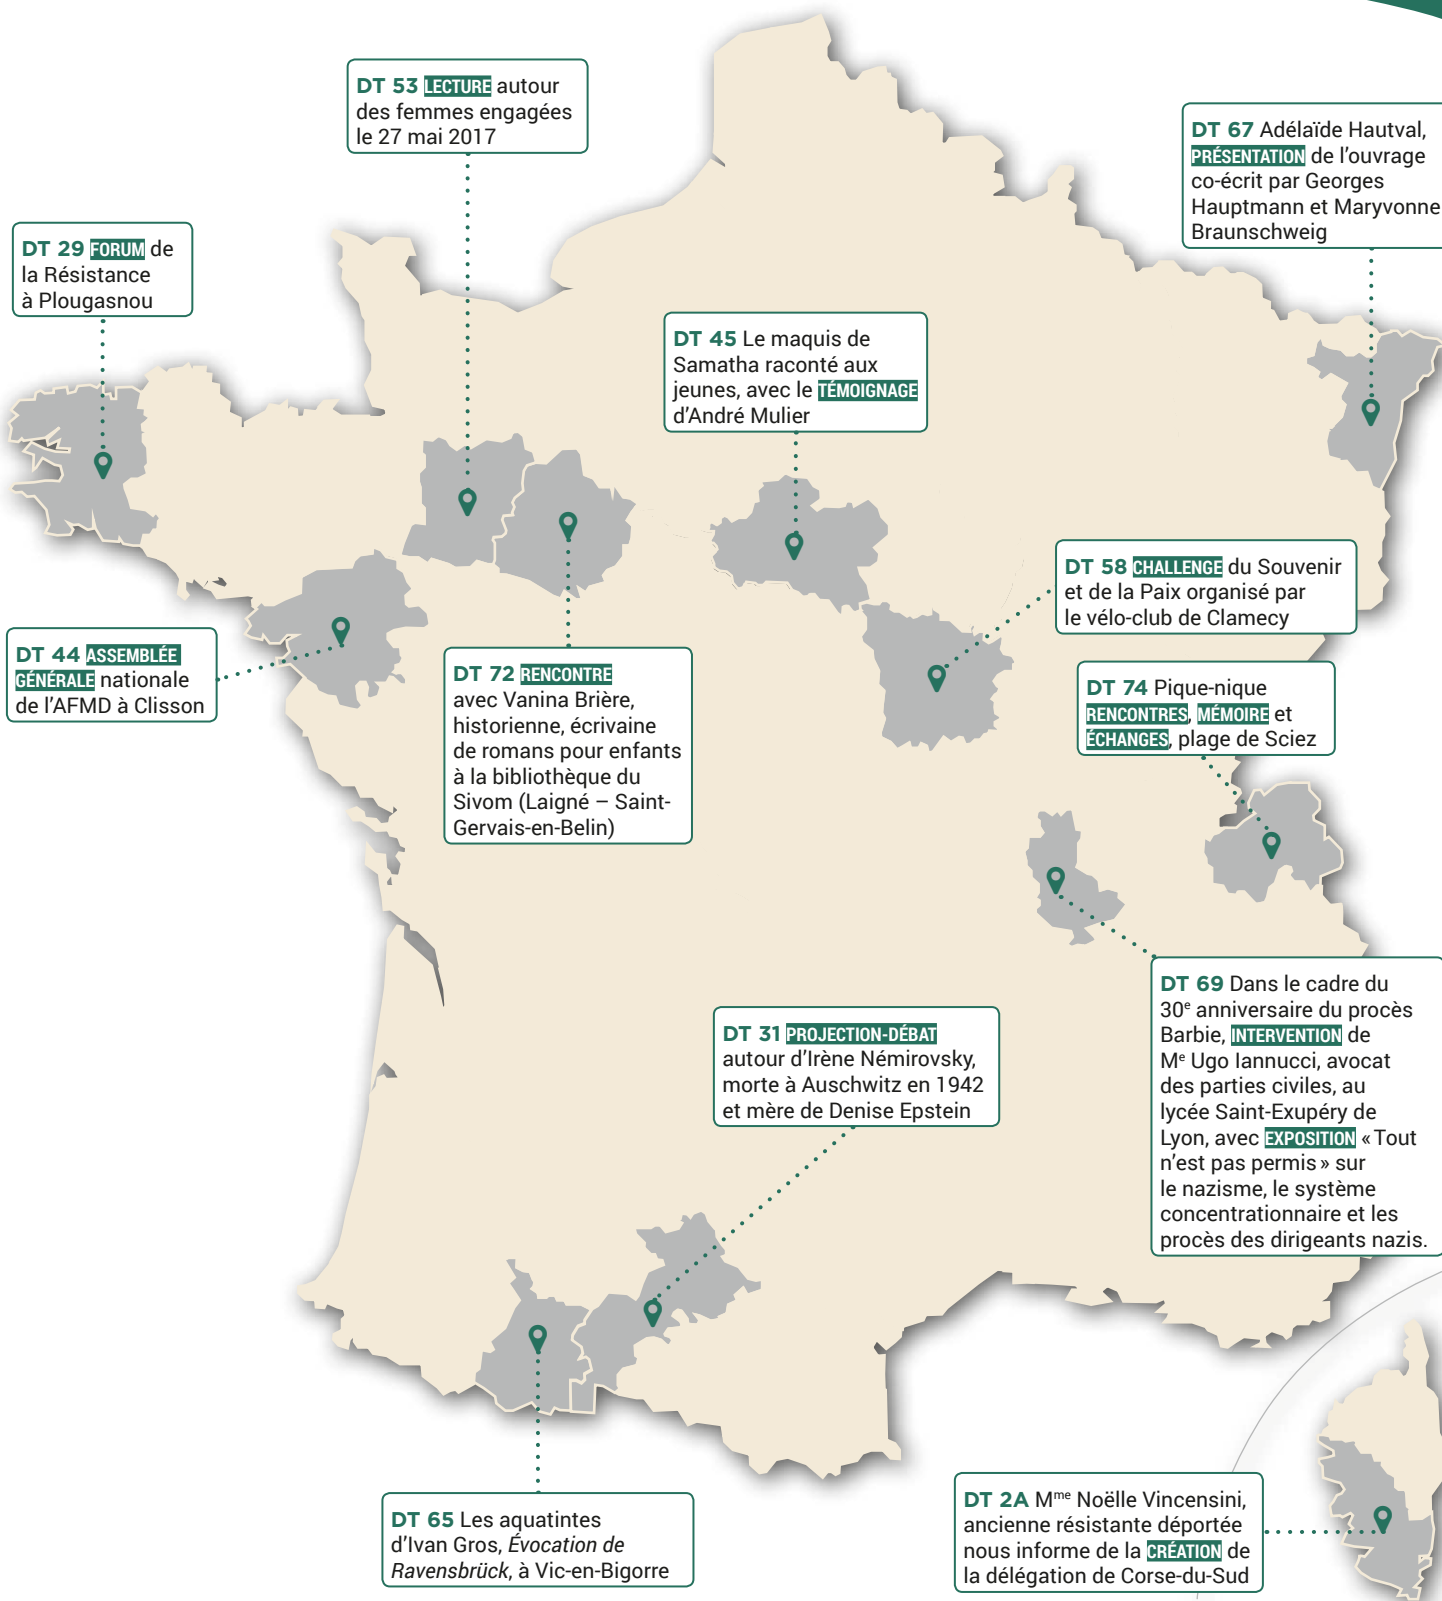 DT 53 LECTURE autour
des femmes engagées
le 27 mai 2017
DT 67 Adélaïde Hautval,
PRÉSENTATION de l'ouvrage
co-écrit par Georges
Hauptmann et Maryvonne
Braunschweig
DT 29 FORUM de
la Résistance
à Plougasnou
DT 45 Le maquis de
Samatha raconté aux
jeunes, avec le TÉMOIGNAGE
d'André Mulier
DT 58 CHALLENGE du Souvenir
et de la Paix organisé par
le vélo-club de Clamecy
DT 44 ASSEMBLÉE
GÉNÉRALE nationale
de l'AFMD à Clisson
DT 72 RENCONTRE
avec Vanina Brière,
historienne, écrivaine
de romans pour enfants
à la bibliothèque du
Sivom (Laigné – Saint-
Gervais-en-Belin)
DT 74 Pique-nique
RENCONTRES, MÉMOIRE et
ÉCHANGES, plage de Sciez
DT 69 Dans le cadre du
30e anniversaire du procès
Barbie, INTERVENTION de
Me Ugo Iannucci, avocat
des parties civiles, au
lycée Saint-Exupéry de
Lyon, avec EXPOSITION « Tout
n'est pas permis » sur
le nazisme, le système
concentrationnaire et les
procès des dirigeants nazis.
DT 31 PROJECTION-DÉBAT
autour d'Irène Némirovsky,
morte à Auschwitz en 1942
et mère de Denise Epstein
DT 65 Les aquatintes
d'Ivan Gros, Évocation de
Ravensbrück, à Vic-en-Bigorre
DT 2A Mme Noëlle Vincensini,
ancienne résistante déportée
nous informe de la CRÉATION de
la délégation de Corse-du-Sud